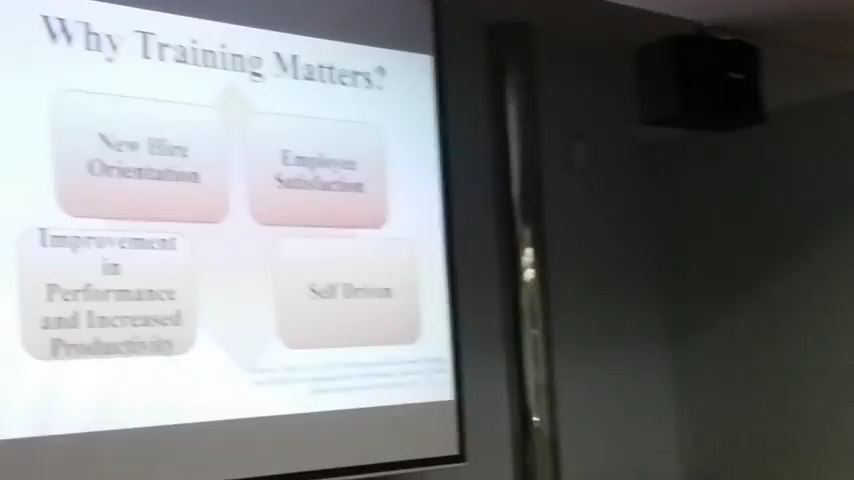 Why Training Matters?
New Hire
Orientation
Employee
Satisfaction
Improvement
in
Performance
and Increased
Productivity
Self Driven